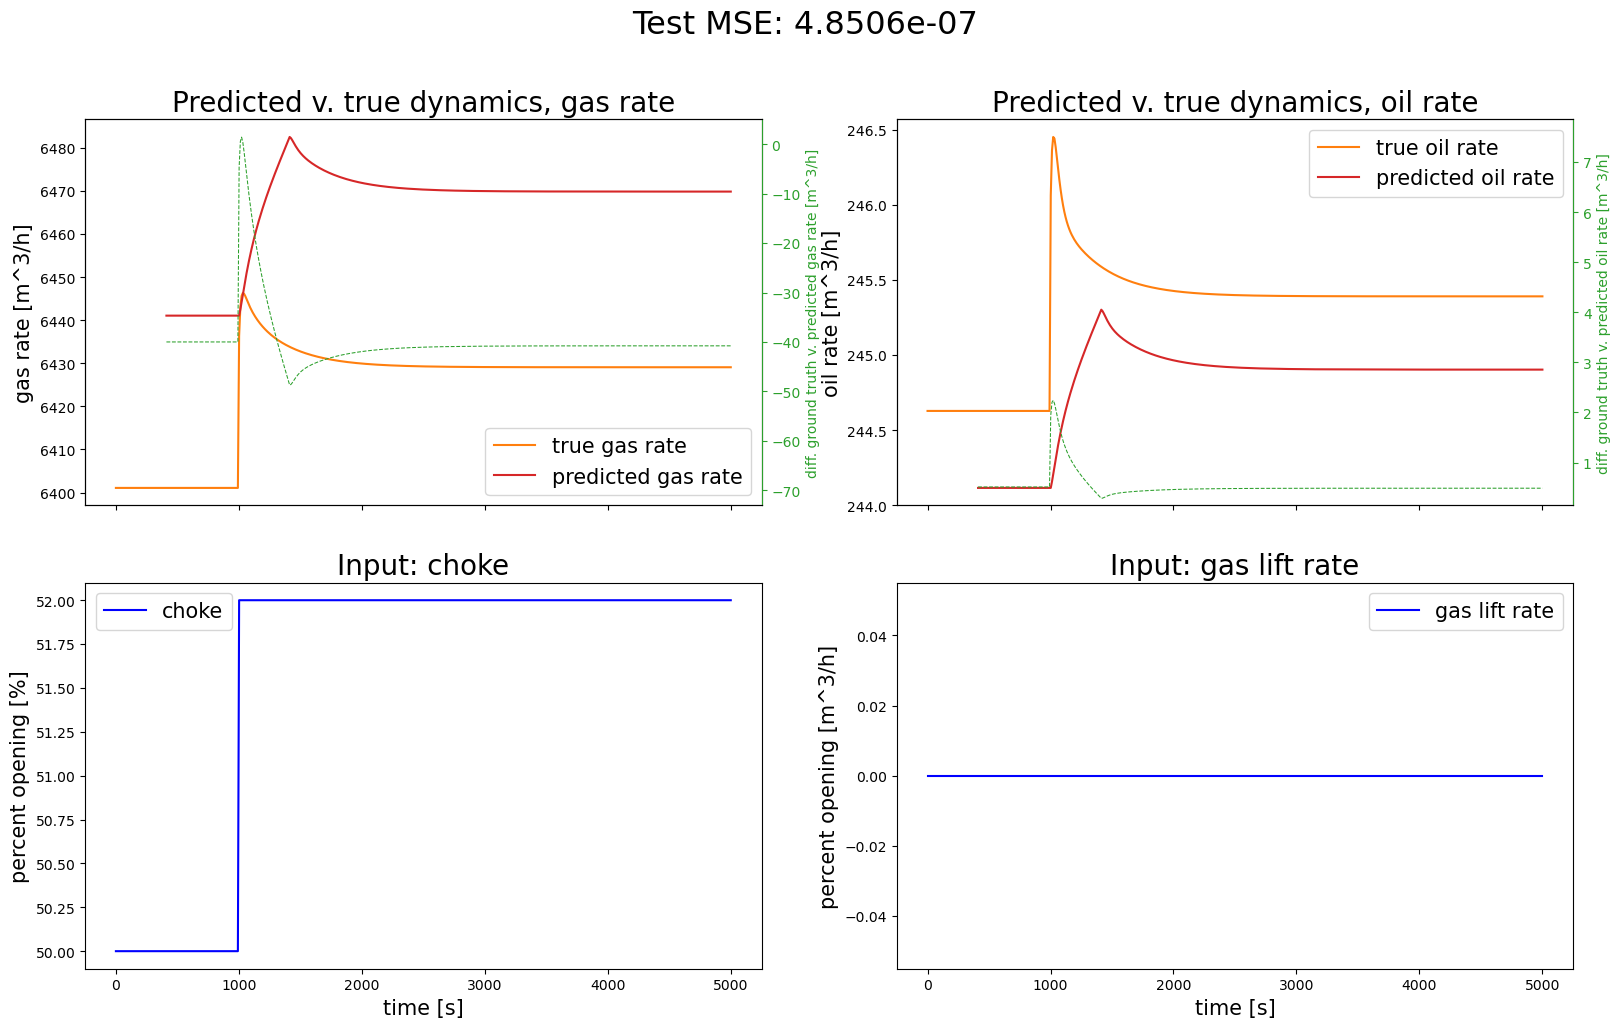 Test MSE: 4.8506e-07
Predicted v. true dynamics, gas rate
gas rate [m^3/h]
6480
6470
6460
6450
6440
6430
6420
6410
6400
0
−10
−20
−30
−40
−50
−60
−70
diff. ground truth v. predicted gas rate [m^3/h]
true gas rate
predicted gas rate
Predicted v. true dynamics, oil rate
oil rate [m^3/h]
246.5
246.0
245.5
245.0
244.5
244.0
7
6
5
4
3
2
1
diff. ground truth v. predicted oil rate [m^3/h]
true oil rate
predicted oil rate
Input: choke
percent opening [%]
52.00
51.75
51.50
51.25
51.00
50.75
50.50
50.25
50.00
choke
0
1000
2000
3000
4000
5000
time [s]
Input: gas lift rate
percent opening [m^3/h]
0.04
0.02
0.00
−0.02
−0.04
gas lift rate
0
1000
2000
3000
4000
5000
time [s]